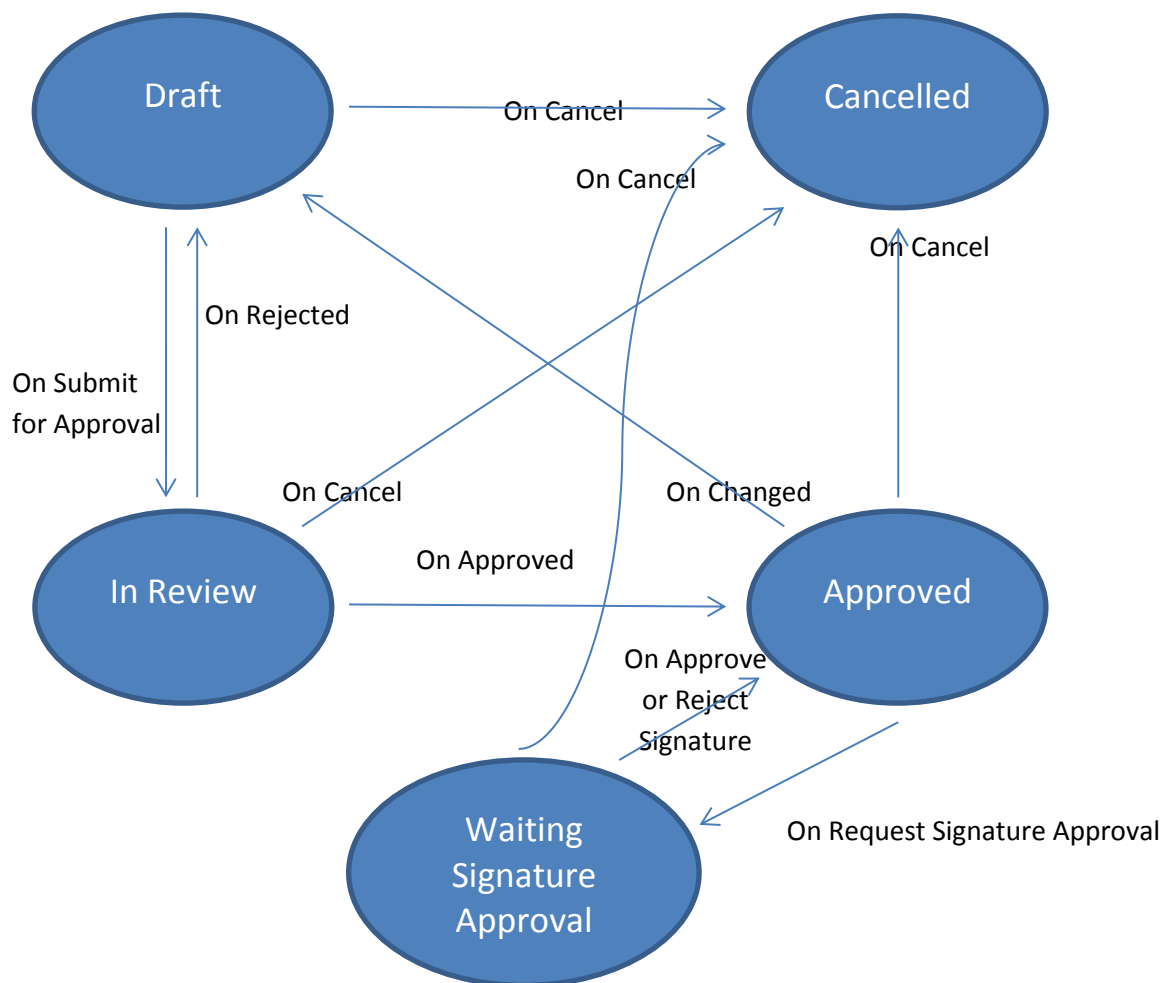 Draft
Cancelled
On Cancel
On Cancel
On Cancel
On Rejected
On Submit
for Approval
On Cancel
On Changed
On Approved
In Review
Approved
On Approve
or Reject
Signature
Waiting
Signature
Approval
On Request Signature Approval